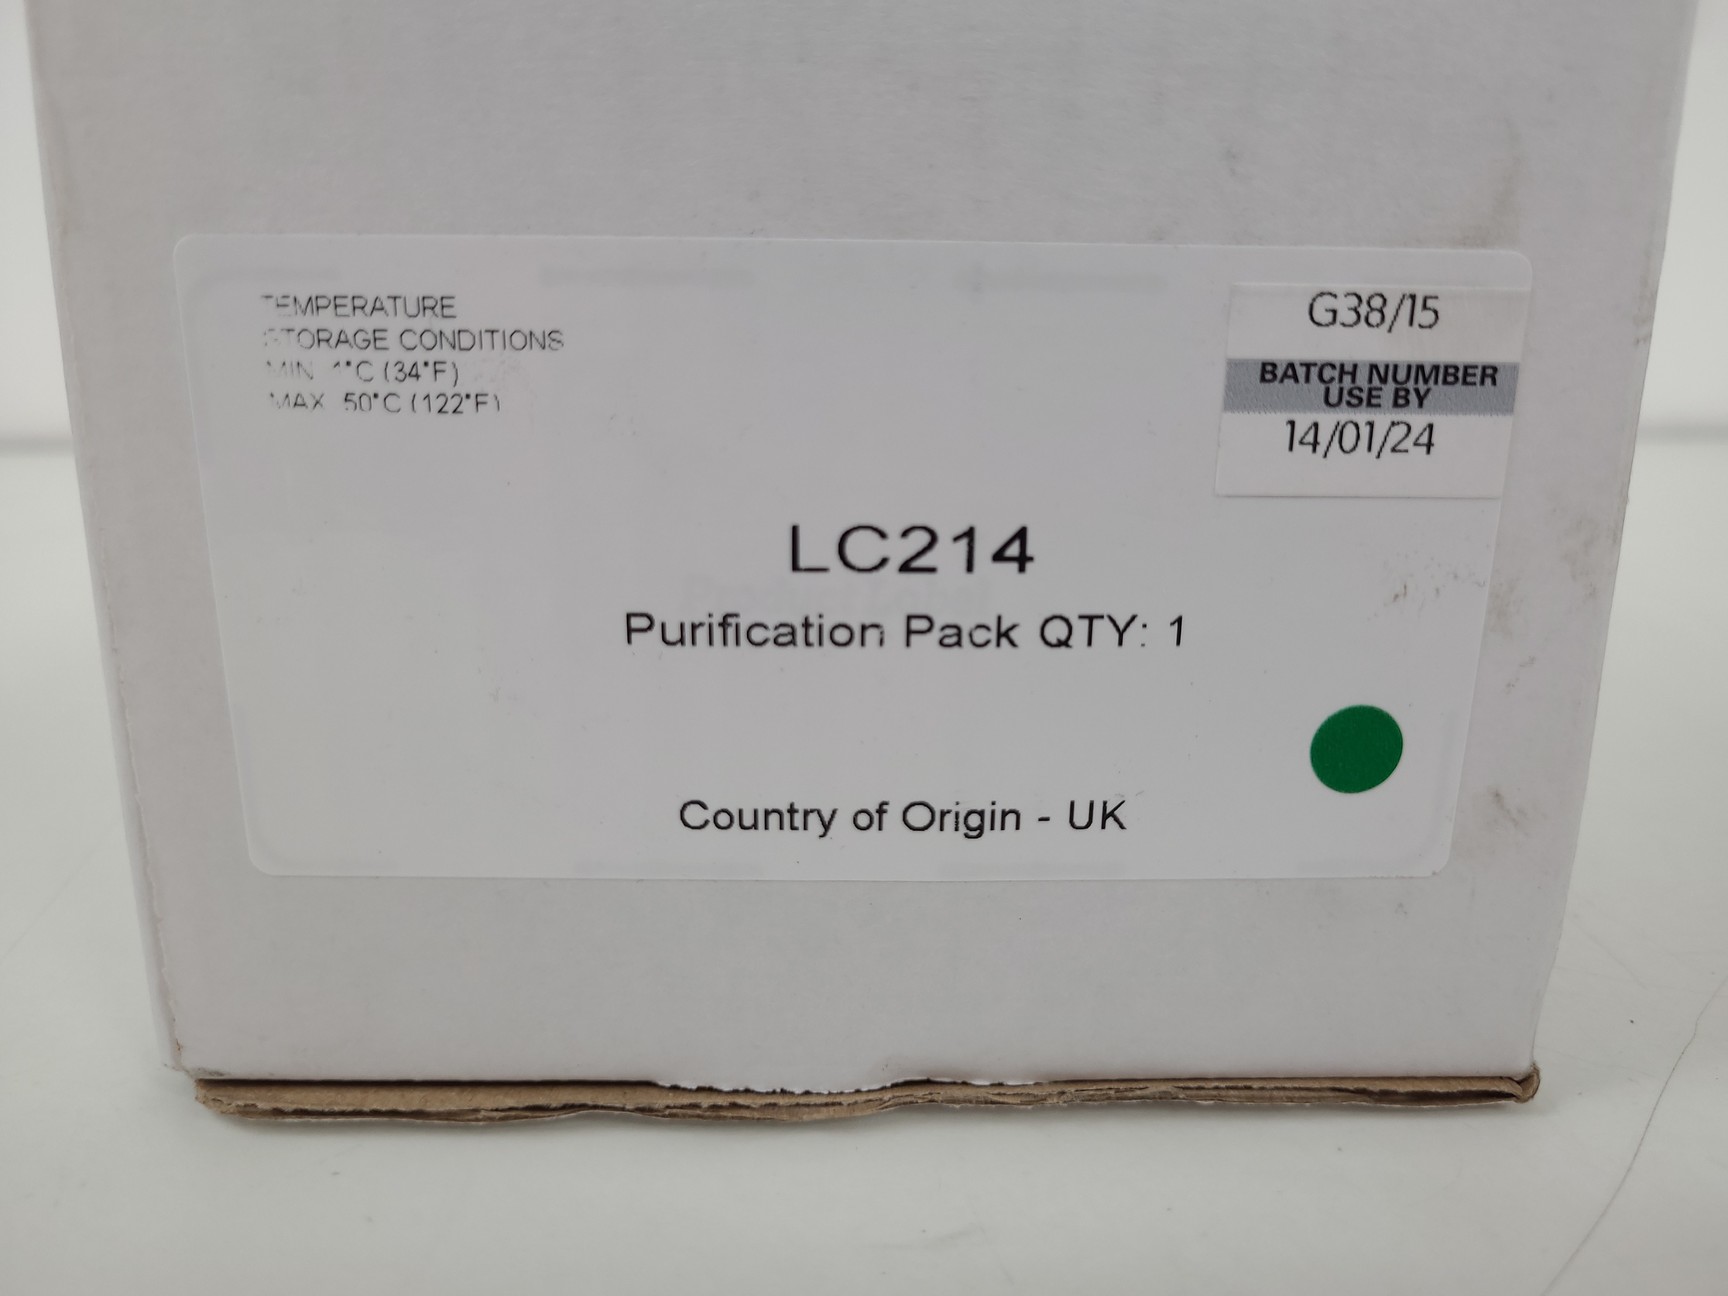 TEMPERATURE
STORAGE CONDITIONS
MIN 1°C (34°F)
MAX 50°C (122°F)
G38/15
BATCH NUMBER
USE BY
14/01/24
LC214
Purification Pack QTY: 1
Country of Origin - UK